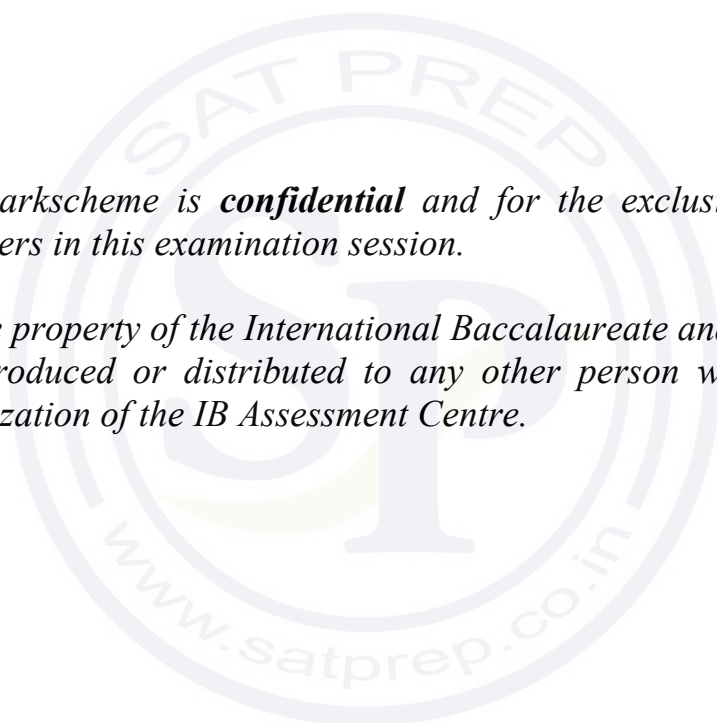 SAT PREP
arkscheme is confidential and for the exclus
ers in this examination session.
property of the International Baccalaureate and
roduced or distributed to any other person w
zation of the IB Assessment Centre.
SP
www.satprep.co.in